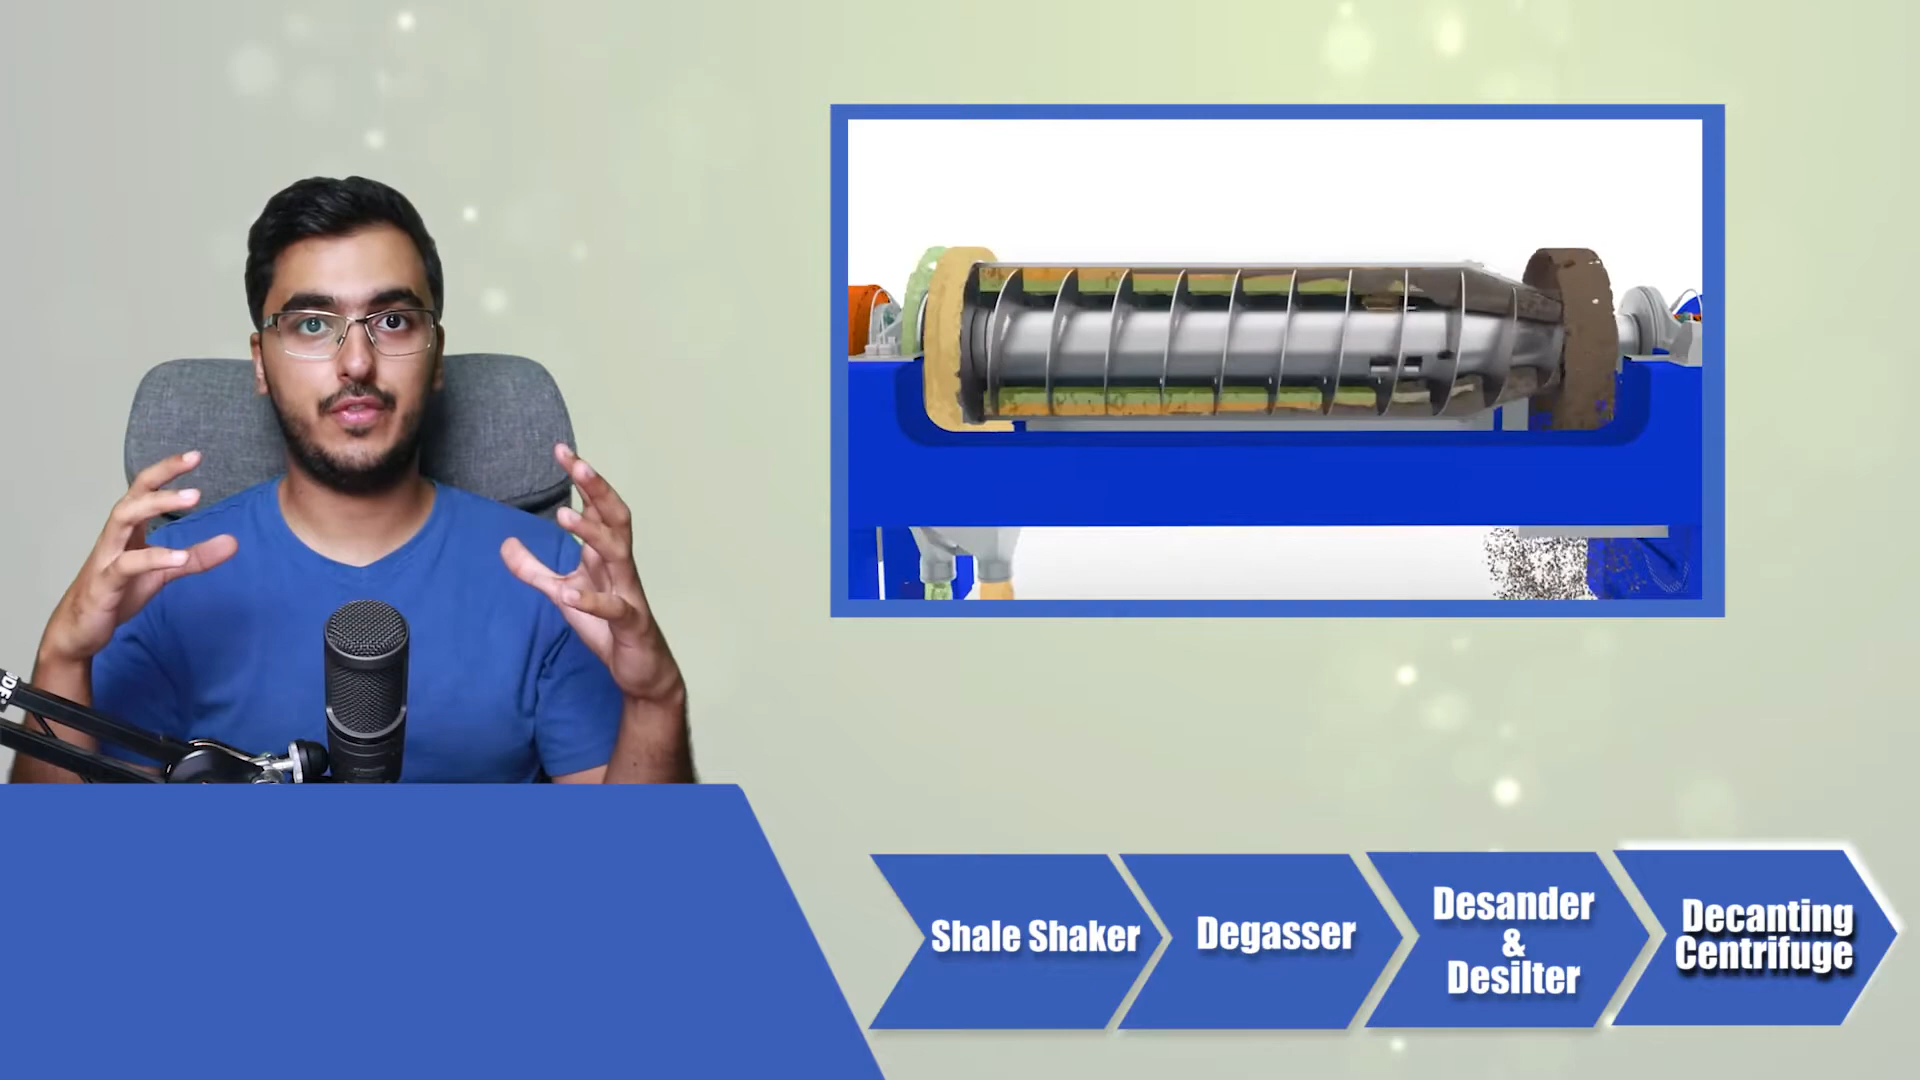 Shale Shaker
Degasser
Desander
&
Desilter
Decanting
Centrifuge